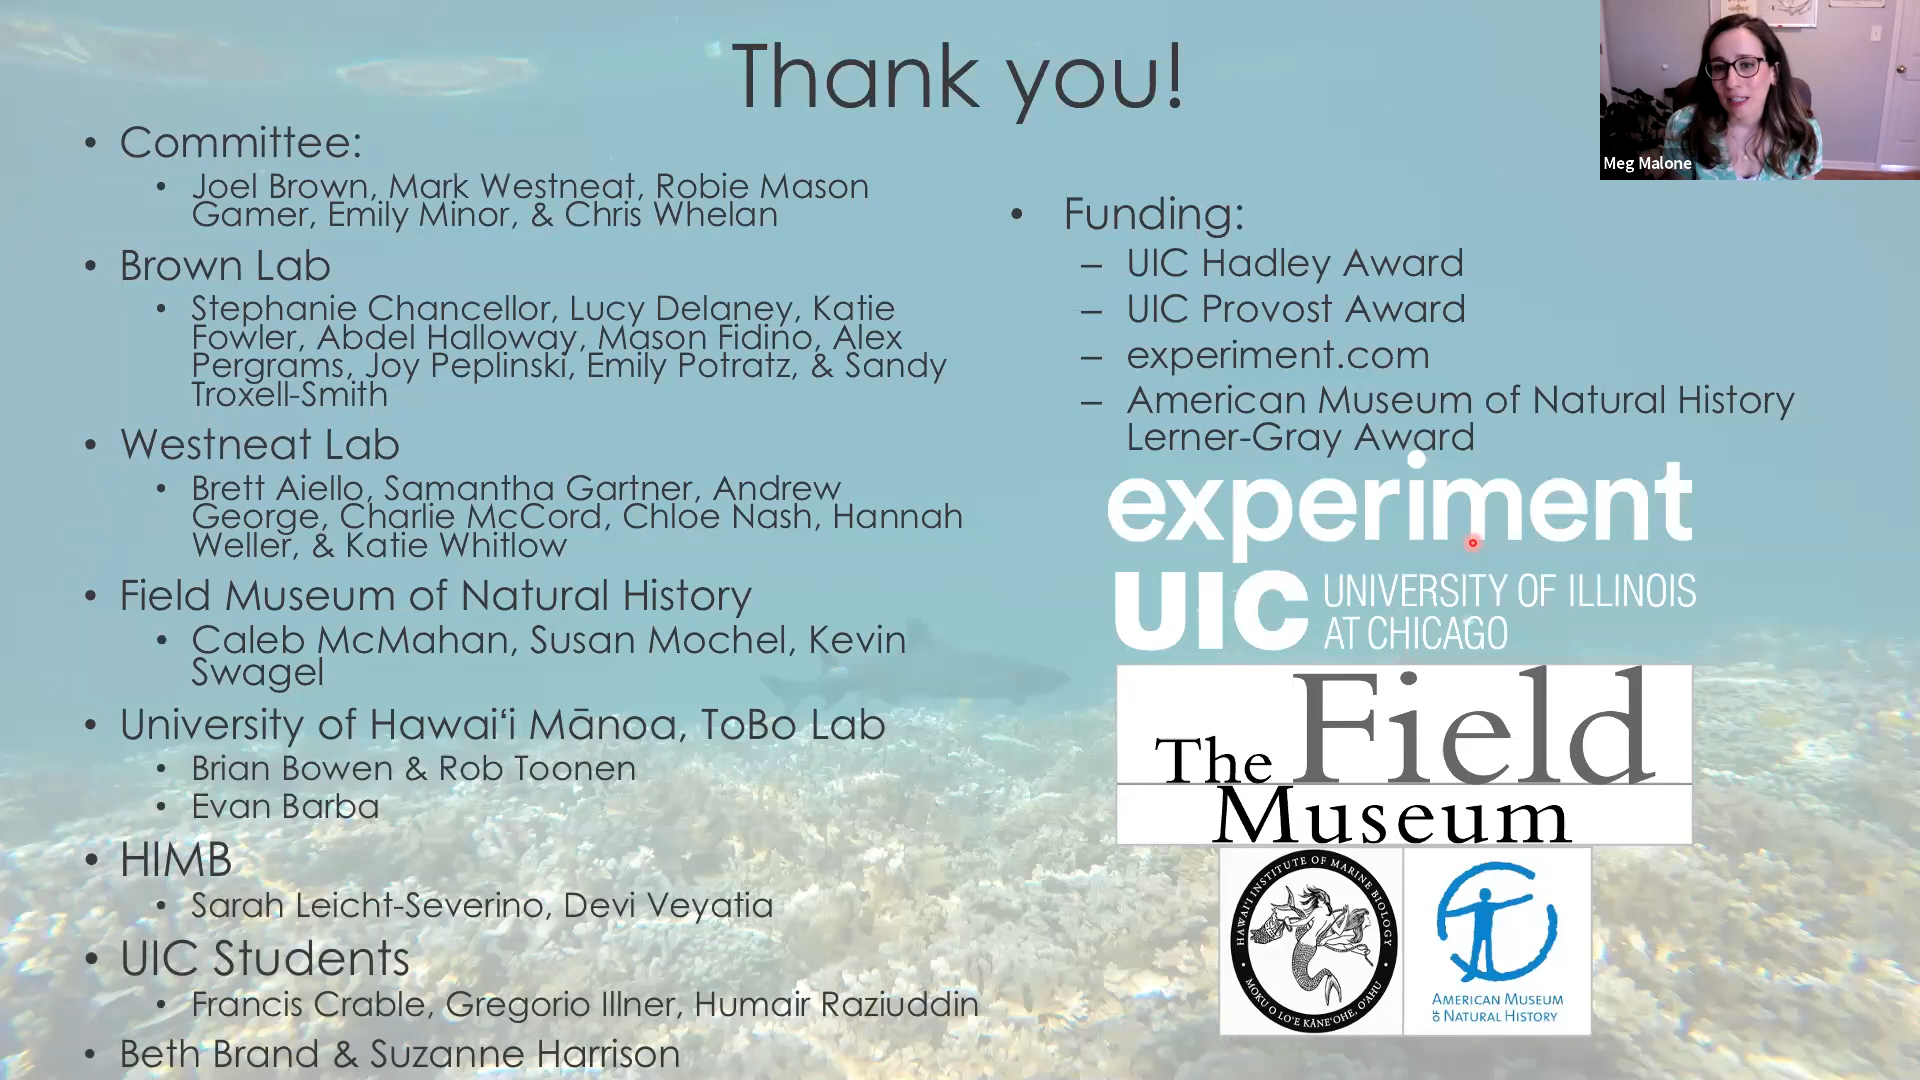 Thank you!
• Committee:
• Joel Brown, Mark Westneat, Robie Mason
Gamer, Emily Minor, & Chris Whelan
• Brown Lab
• Stephanie Chancellor, Lucy Delaney, Katie
Fowler, Abdel Halloway, Mason Fidino, Alex
Pergrams, Joy Peplinski, Emily Potratz, & Sandy
Troxell-Smith
• Westneat Lab
• Brett Aiello, Samantha Gartner, Andrew
George, Charlie McCord, Chloe Nash, Hannah
Weller, & Katie Whitlow
• Field Museum of Natural History
• Caleb McMahan, Susan Mochel, Kevin
Swagel
• University of Hawai‘i Mānoa, ToBo Lab
• Brian Bowen & Rob Toonen
• Evan Barba
• HIMB
• Sarah Leicht-Severino, Devi Veyatia
• UIC Students
• Francis Crable, Gregorio Illner, Humair Raziuddin
• Beth Brand & Suzanne Harrison
• Funding:
– UIC Hadley Award
– UIC Provost Award
– experiment.com
– American Museum of Natural History
Lerner-Gray Award
experiment
UIC UNIVERSITY OF ILLINOIS
AT CHICAGO
The Field
Museum
HAWAI‘I INSTITUTE OF MARINE BIOLOGY
• MOKU O LO‘E KĀNE‘OHE, O‘AHU •
AMERICAN MUSEUM
OF NATURAL HISTORY
Meg Malone